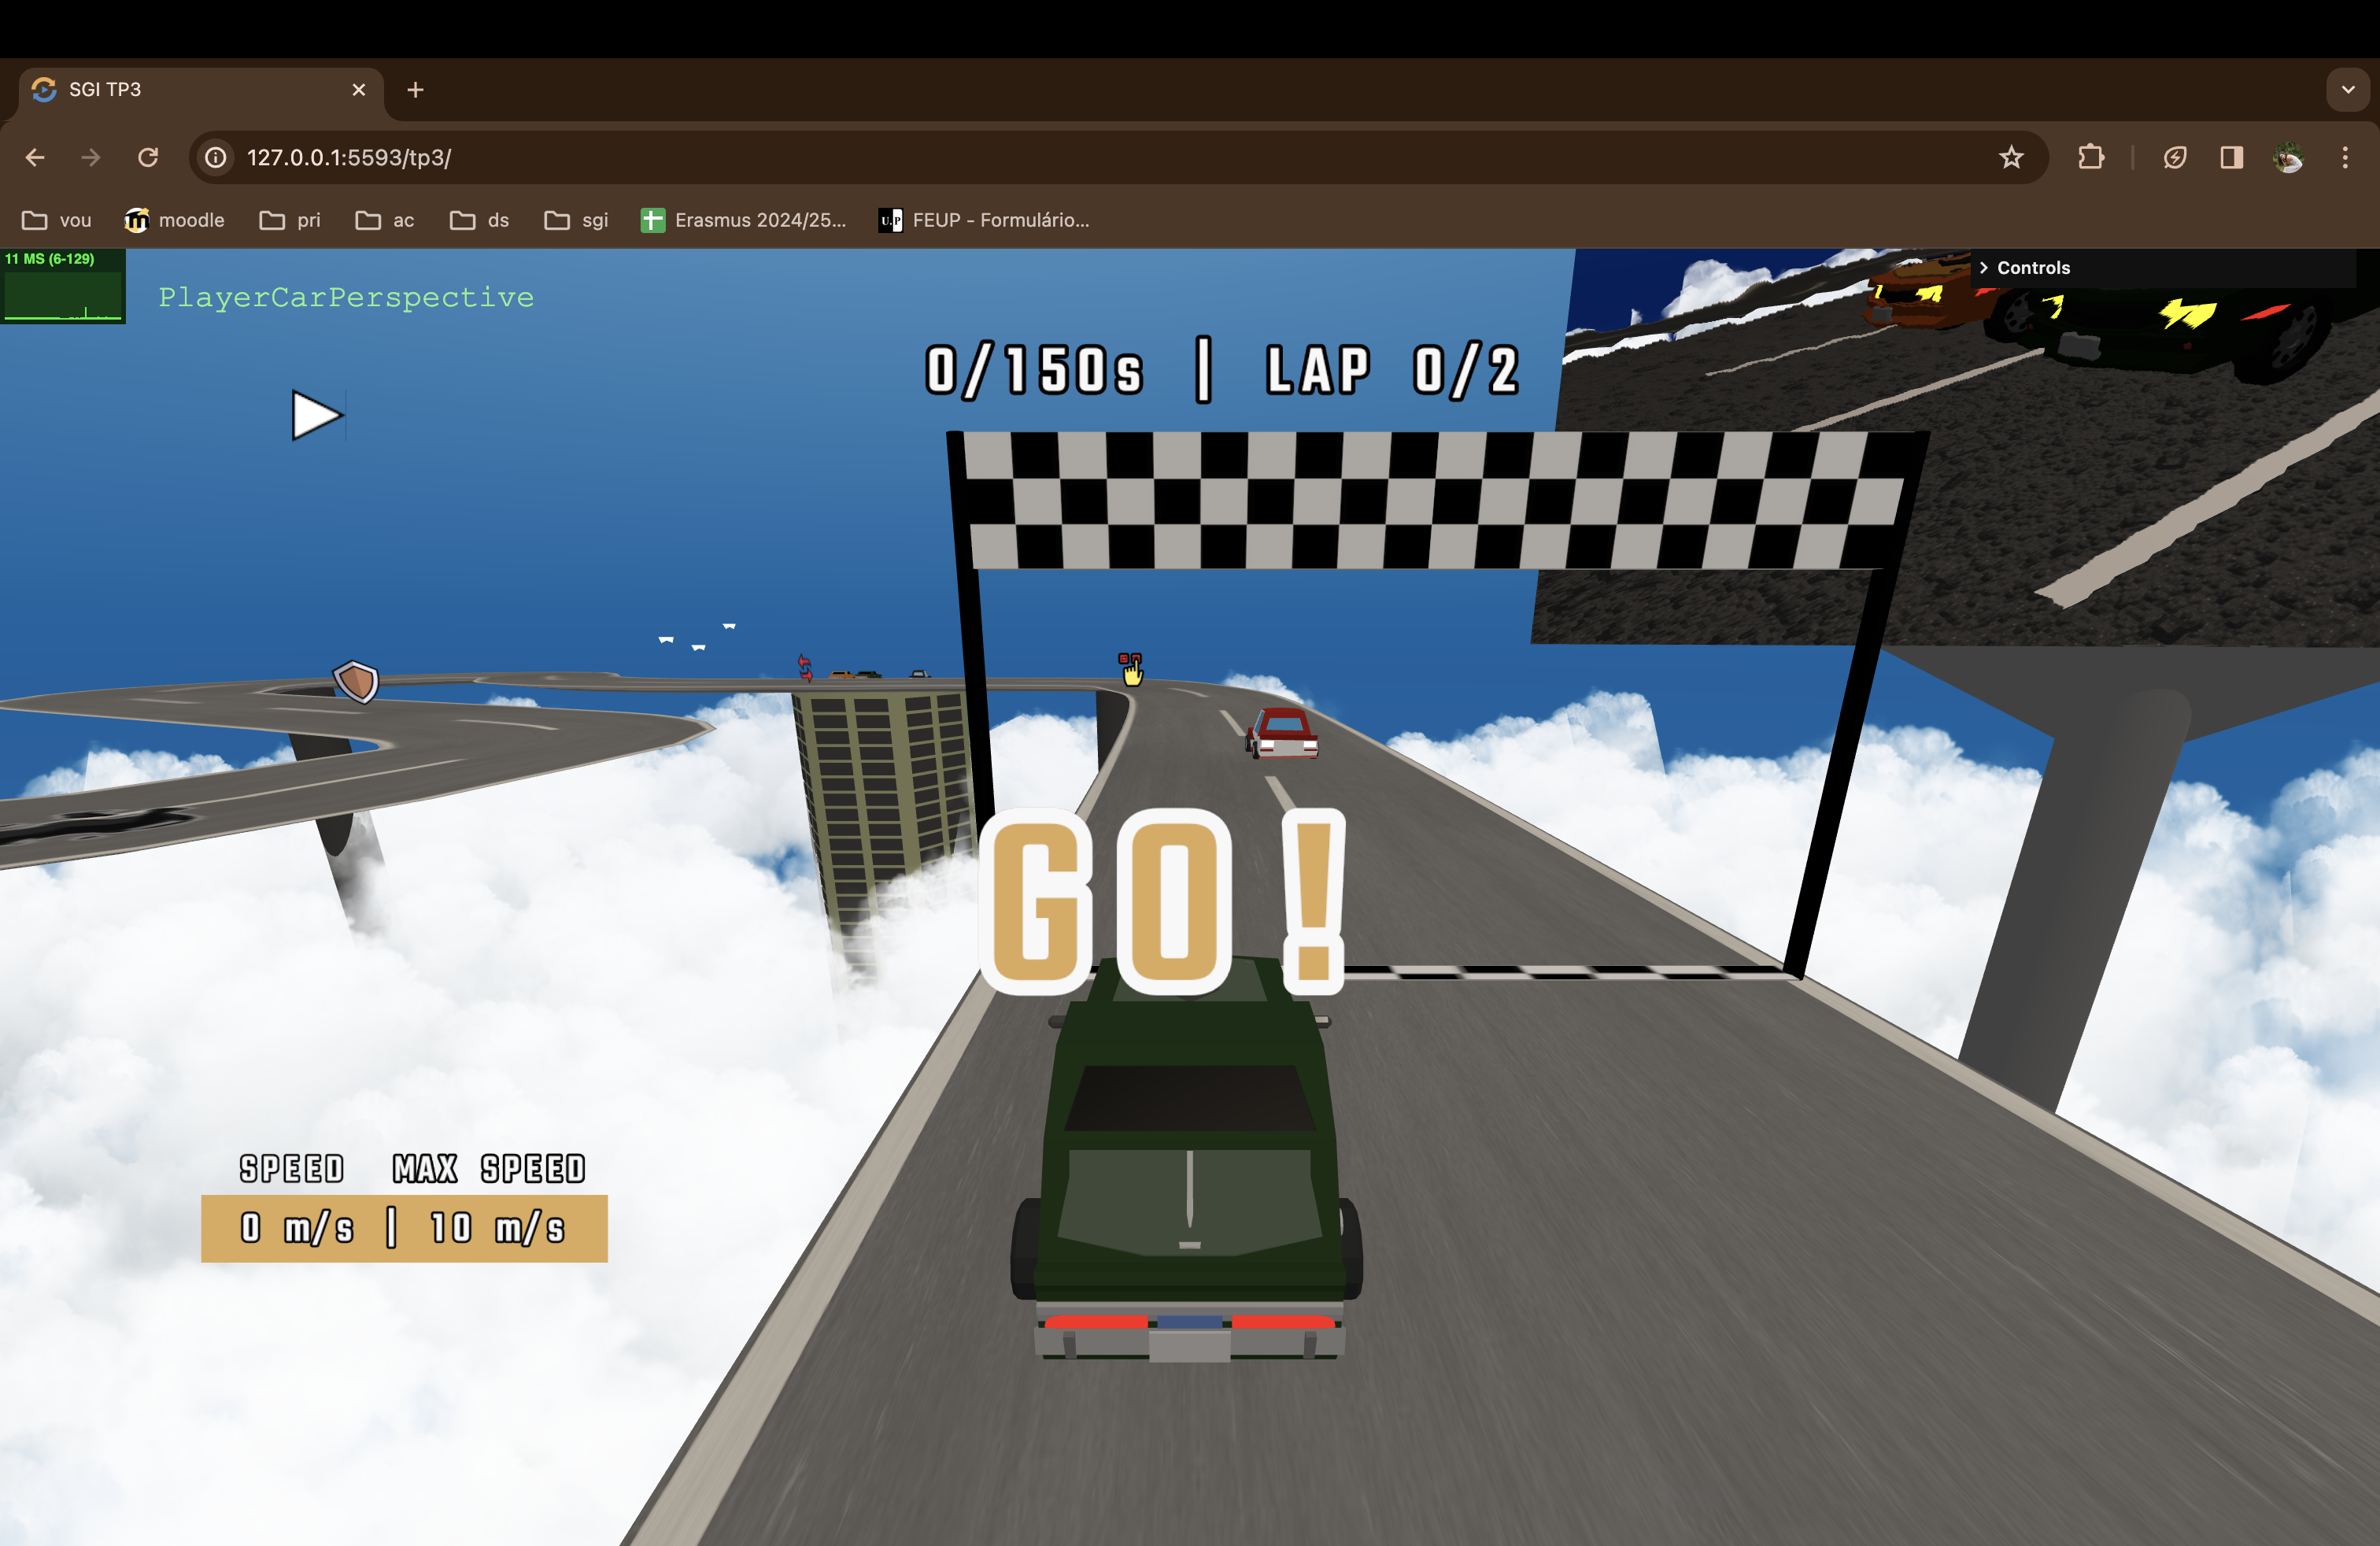 SGI TP3
127.0.0.1:5593/tp3/
vou moodle pri ac ds sgi Erasmus 2024/25... U.P FEUP - Formulário...
11 MS (6-129)
PlayerCarPerspective
Controls
0/150s | LAP 0/2
GO!
SPEED MAX SPEED
0 m/s | 10 m/s